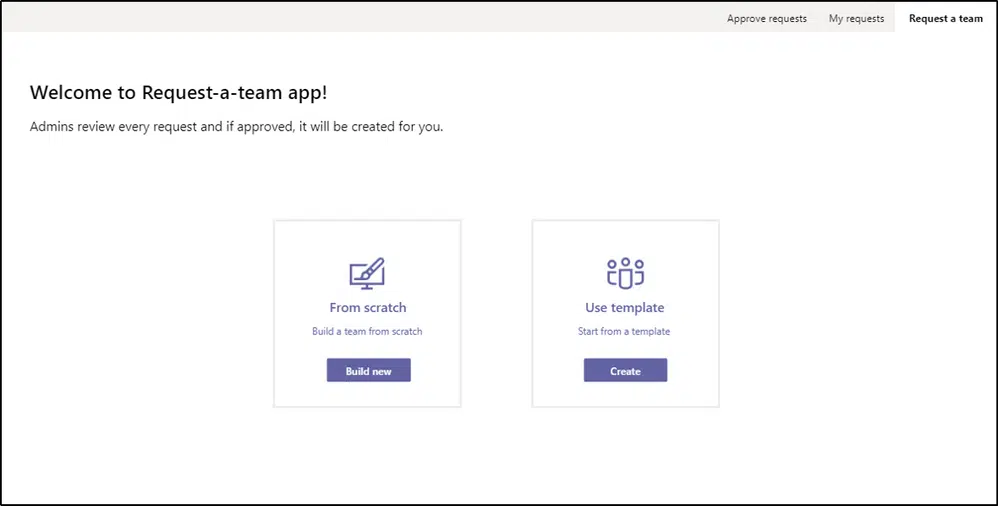 Approve requests
My requests
Request a team
Welcome to Request-a-team app!
Admins review every request and if approved, it will be created for you.
From scratch
Build a team from scratch
Build new
Use template
Start from a template
Create